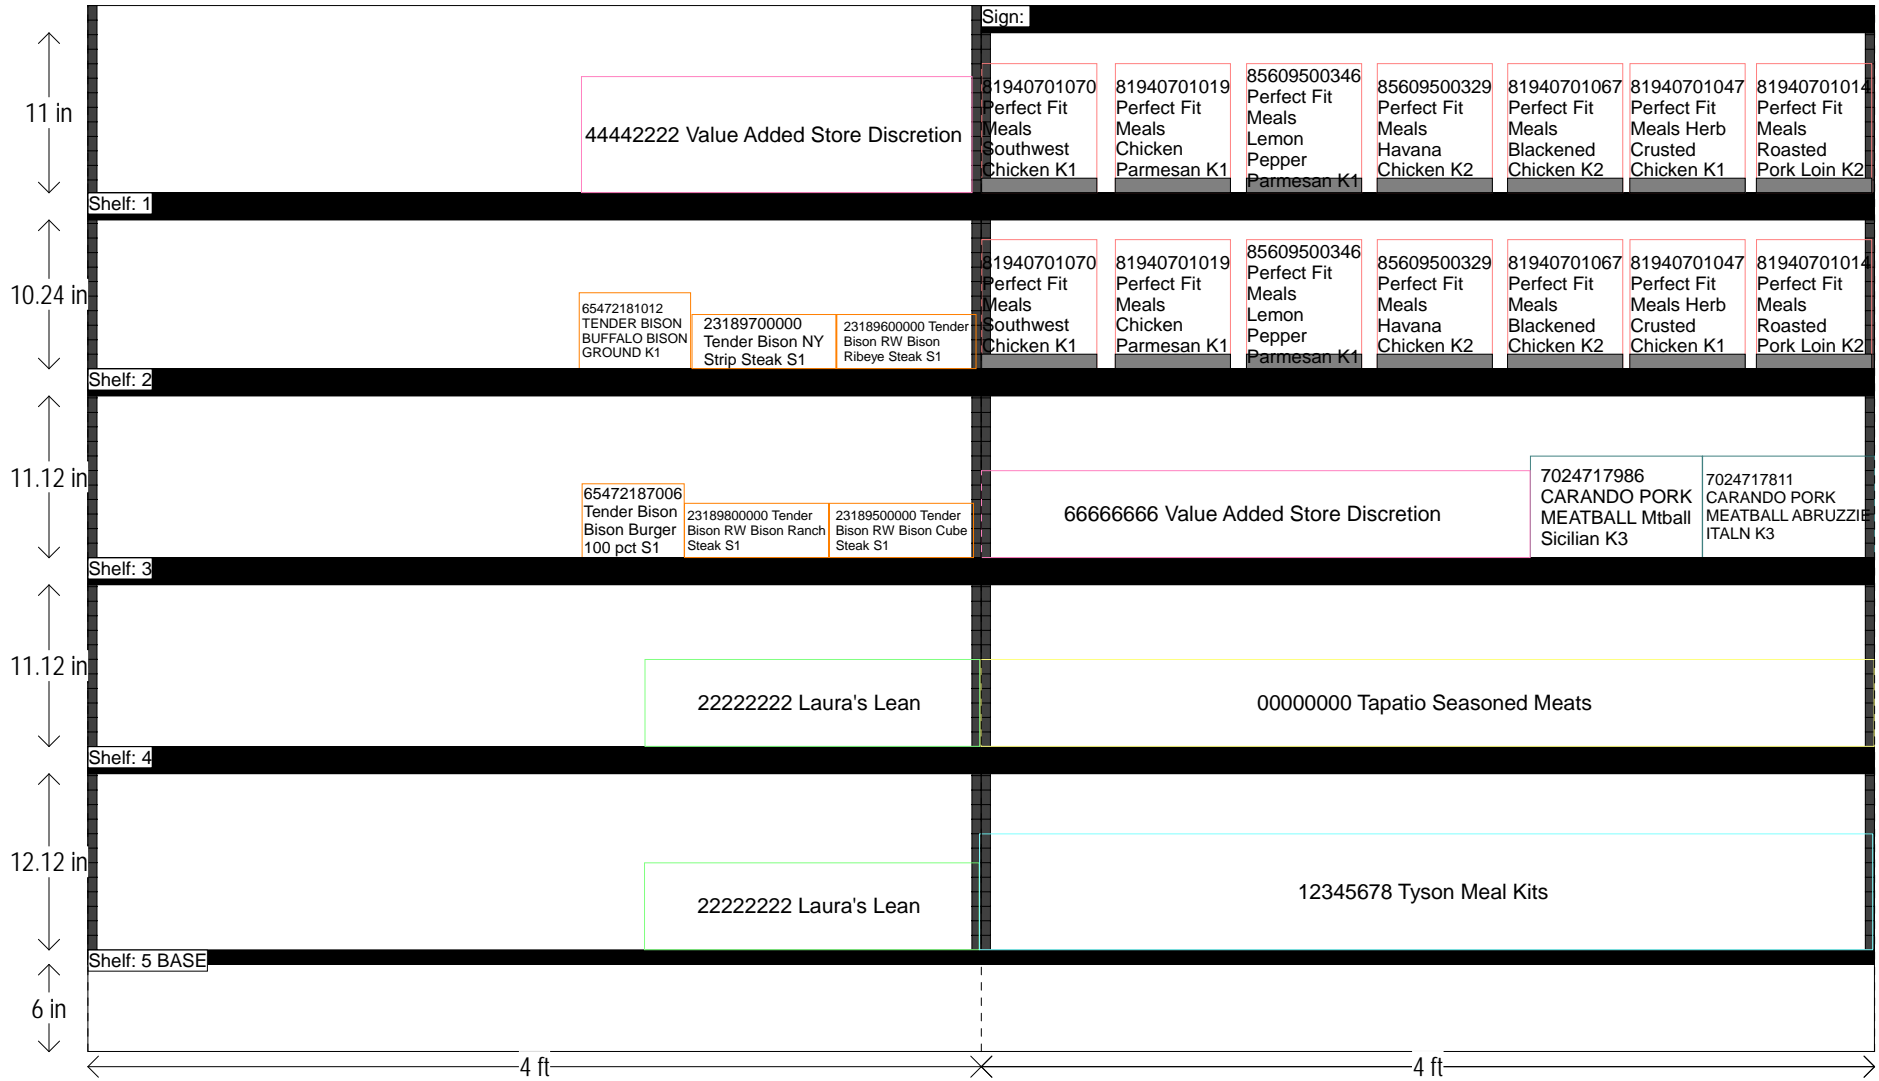 Sign:
11 in
44442222 Value Added Store Discretion
81940701070
Perfect Fit
Meals
Southwest
Chicken K1
81940701019
Perfect Fit
Meals
Chicken
Parmesan K1
85609500346
Perfect Fit
Meals
Lemon
Pepper
Parmesan K1
85609500329
Perfect Fit
Meals
Havana
Chicken K2
81940701067
Perfect Fit
Meals
Blackened
Chicken K2
81940701047
Perfect Fit
Meals Herb
Crusted
Chicken K1
81940701014
Perfect Fit
Meals
Roasted
Pork Loin K2
Shelf: 1
10.24 in
65472181012
TENDER BISON
BUFFALO BISON
GROUND K1
23189700000
Tender Bison NY
Strip Steak S1
23189600000 Tender
Bison RW Bison
Ribeye Steak S1
81940701070
Perfect Fit
Meals
Southwest
Chicken K1
81940701019
Perfect Fit
Meals
Chicken
Parmesan K1
85609500346
Perfect Fit
Meals
Lemon
Pepper
Parmesan K1
85609500329
Perfect Fit
Meals
Havana
Chicken K2
81940701067
Perfect Fit
Meals
Blackened
Chicken K2
81940701047
Perfect Fit
Meals Herb
Crusted
Chicken K1
81940701014
Perfect Fit
Meals
Roasted
Pork Loin K2
Shelf: 2
11.12 in
65472187006
Tender Bison
Bison Burger
100 pct S1
23189800000 Tender
Bison RW Bison Ranch
Steak S1
23189500000 Tender
Bison RW Bison Cube
Steak S1
66666666 Value Added Store Discretion
7024717986
CARANDO PORK
MEATBALL Mtball
Sicilian K3
7024717811
CARANDO PORK
MEATBALL ABRUZZIE
ITALN K3
Shelf: 3
11.12 in
22222222 Laura's Lean
00000000 Tapatio Seasoned Meats
Shelf: 4
12.12 in
22222222 Laura's Lean
12345678 Tyson Meal Kits
Shelf: 5 BASE
6 in
4 ft
4 ft